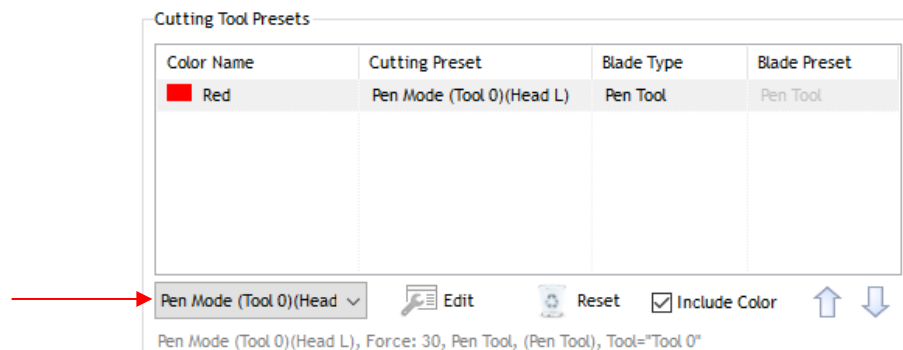 Cutting Tool Presets
Color Name Cutting Preset Blade Type Blade Preset
Red Pen Mode (Tool 0)(Head L) Pen Tool Pen Tool
Pen Mode (Tool 0)(Head Edit Reset Include Color
Pen Mode (Tool 0)(Head L), Force: 30, Pen Tool, (Pen Tool), Tool="Tool 0"